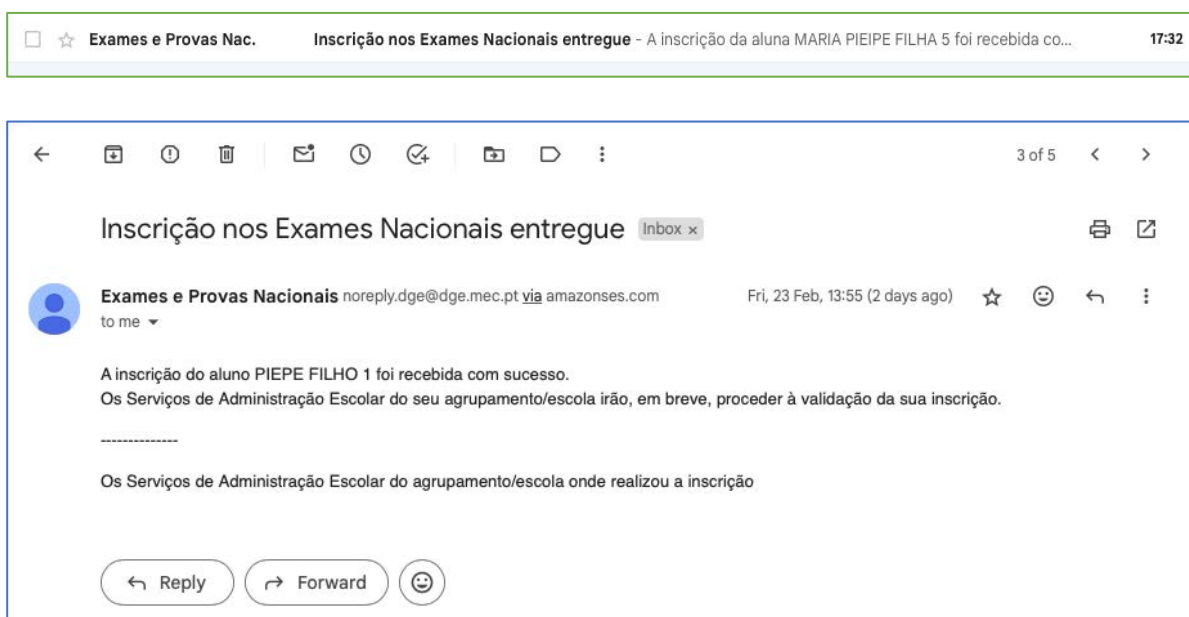 Exames e Provas Nac. Inscrição nos Exames Nacionais entregue - A inscrição da aluna MARIA PIEIPE FILHA 5 foi recebida co... 17:32
3 of 5
Inscrição nos Exames Nacionais entregue Inbox x
Exames e Provas Nacionais noreply.dge@dge.mec.pt via amazonses.com Fri, 23 Feb, 13:55 (2 days ago)
to me
A inscrição do aluno PIEPE FILHO 1 foi recebida com sucesso.
Os Serviços de Administração Escolar do seu agrupamento/escola irão, em breve, proceder à validação da sua inscrição.
--------------
Os Serviços de Administração Escolar do agrupamento/escola onde realizou a inscrição
Reply Forward